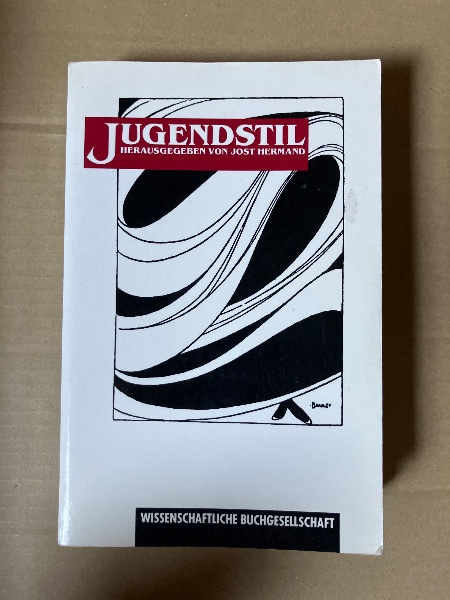 JUGENDSTIL
HERAUSGEGEBEN VON JOST HERMAND
WISSENSCHAFTLICHE BUCHGESELLSCHAFT